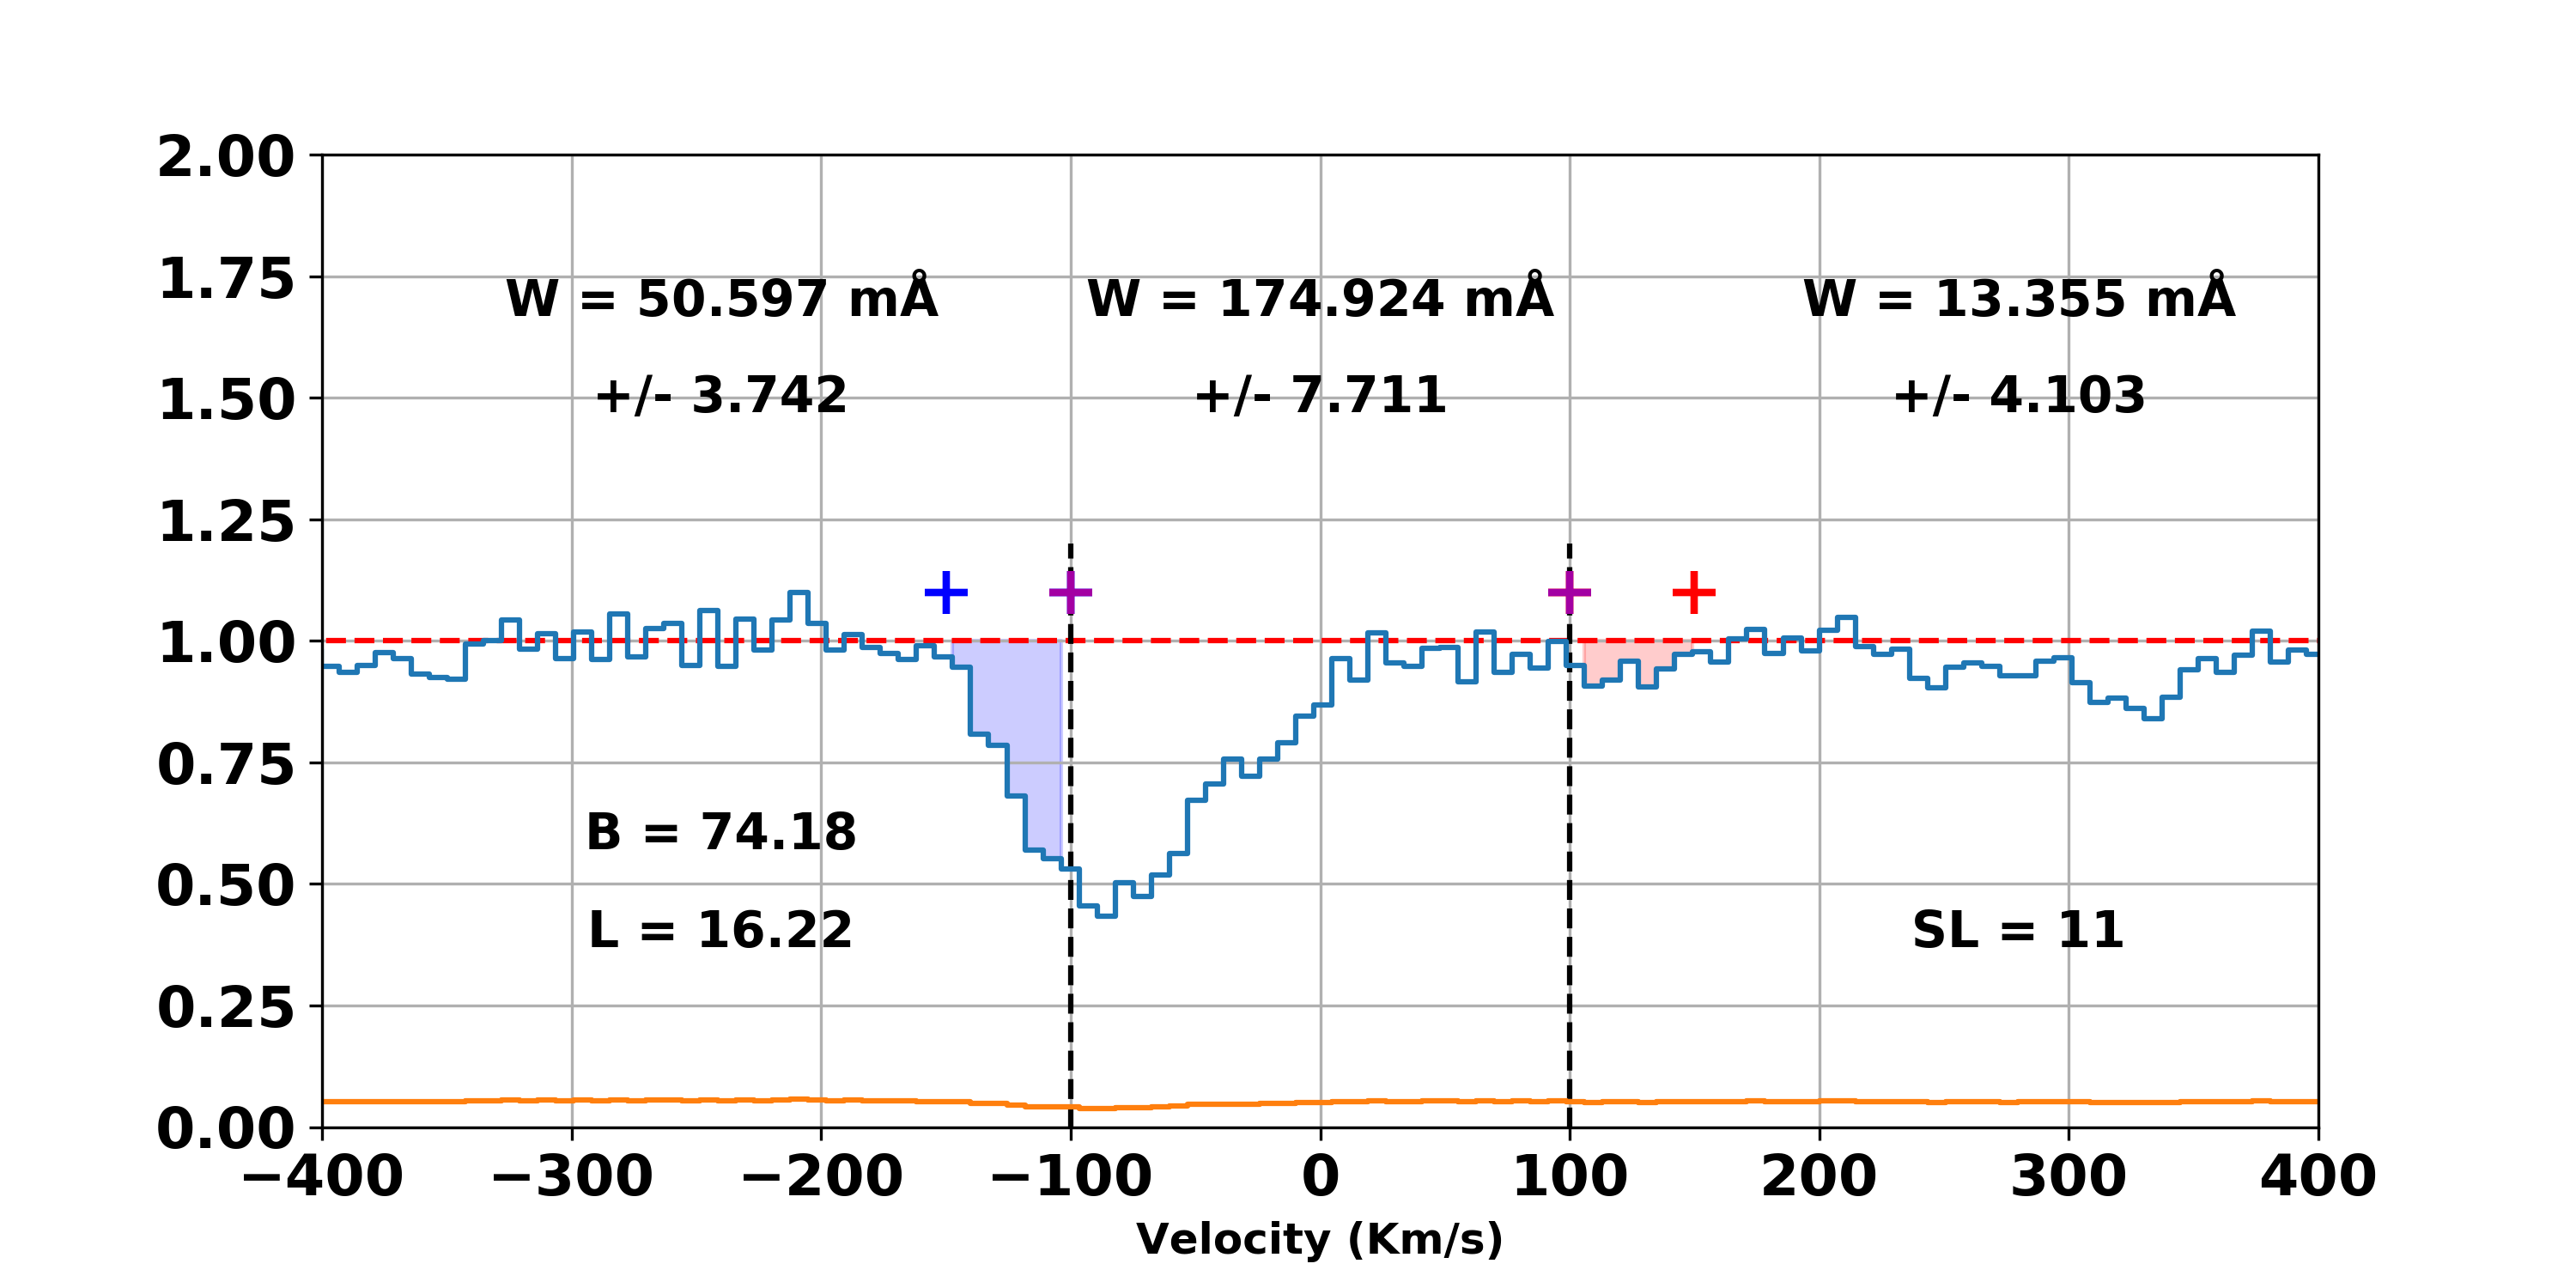 2.00
1.75
W = 50.597 mÅ W = 174.924 mÅ W = 13.355 mÅ
1.50
+/- 3.742 +/- 7.711 +/- 4.103
1.25
1.00
0.75
B = 74.18
0.50
L = 16.22 SL = 11
0.25
0.00
−400 −300 −200 −100 0 100 200 300 400
Velocity (Km/s)